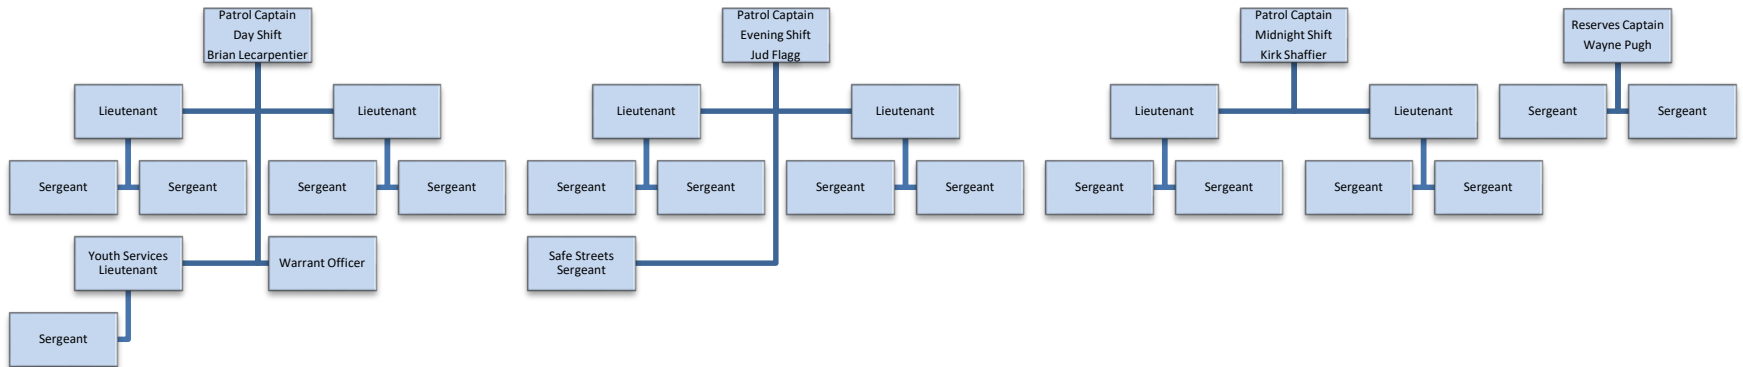 Patrol Captain
Day Shift
Brian Lecarpentier
Patrol Captain
Evening Shift
Jud Flagg
Patrol Captain
Midnight Shift
Kirk Shaffier
Reserves Captain
Wayne Pugh
Lieutenant
Lieutenant
Lieutenant
Lieutenant
Lieutenant
Lieutenant
Sergeant
Sergeant
Sergeant
Sergeant
Sergeant
Sergeant
Sergeant
Sergeant
Sergeant
Sergeant
Sergeant
Sergeant
Sergeant
Sergeant
Youth Services
Lieutenant
Warrant Officer
Safe Streets
Sergeant
Sergeant